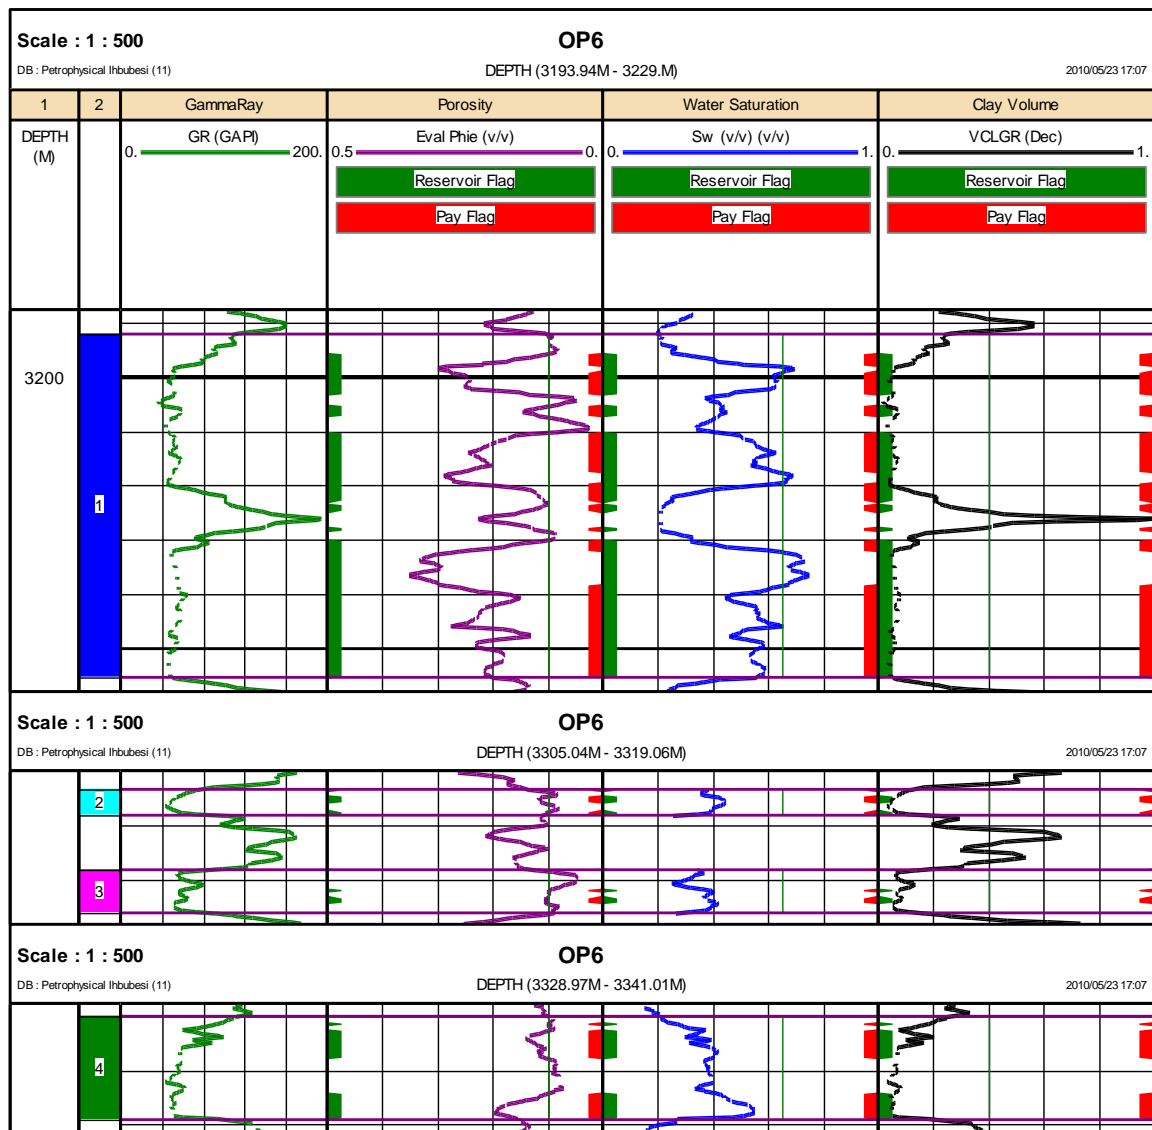 Scale : 1 : 500 OP6
DB : Petrophysical Ihbubesi (11) DEPTH (3193.94M - 3229.M) 2010/05/23 17:07
1 2 GammaRay Porosity Water Saturation Clay Volume
DEPTH (M) GR (GAPI) Eval Phie (v/v) Sw (v/v) (v/v) VCLGR (Dec)
0. 200. 0.5 0. 0. 1. 0. 1.
Reservoir Flag Reservoir Flag Reservoir Flag
Pay Flag Pay Flag Pay Flag
3200
1
Scale : 1 : 500 OP6
DB : Petrophysical Ihbubesi (11) DEPTH (3305.04M - 3319.06M) 2010/05/23 17:07
2
3
Scale : 1 : 500 OP6
DB : Petrophysical Ihbubesi (11) DEPTH (3328.97M - 3341.01M) 2010/05/23 17:07
4